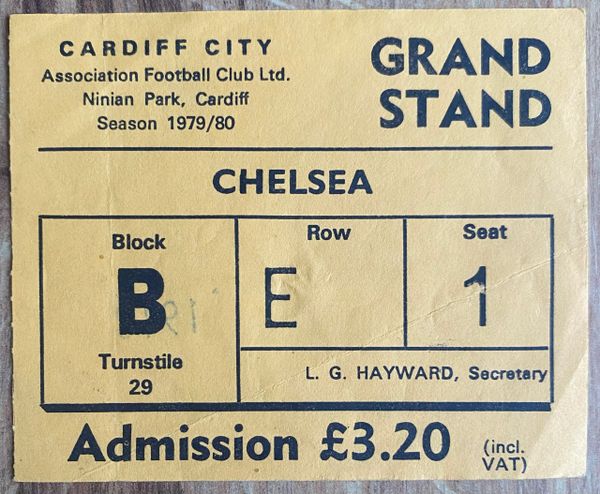 CARDIFF CITY
Association Football Club Ltd.
Ninian Park, Cardiff
Season 1979/80
GRAND
STAND
CHELSEA
Block
B
Turnstile
29
Row
E
Seat
1
L. G. HAYWARD, Secretary
Admission £3.20 (incl.
VAT)